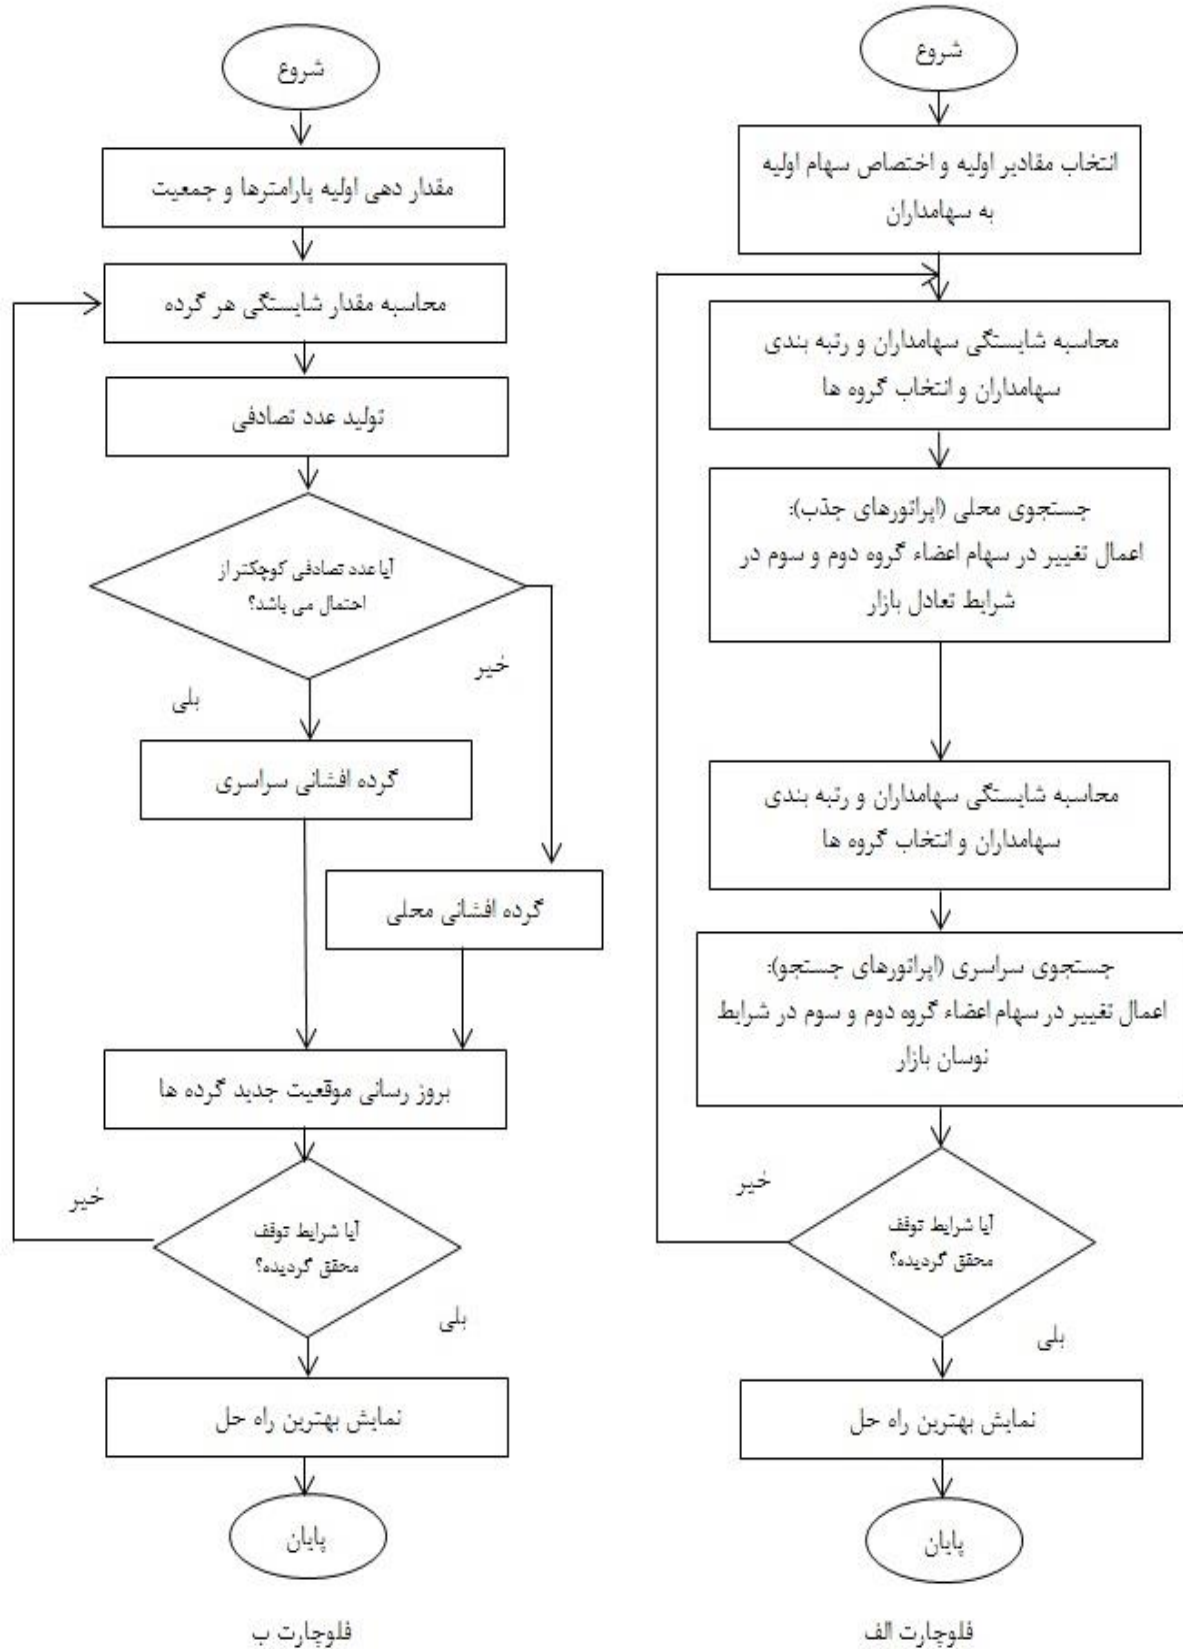 شروع
انتخاب مقادیر اولیه و اختصاص سهام اولیه
به سهامداران
محاسبه شایستگی سهامداران و رتبه بندی
سهامداران و انتخاب گروه ها
جستجوی محلی (اپراتورهای جذب):
اعمال تغییر در سهام اعضاء گروه دوم و سوم در
شرایط تعادل بازار
محاسبه شایستگی سهامداران و رتبه بندی
سهامداران و انتخاب گروه ها
جستجوی سراسری (اپراتورهای جستجو):
اعمال تغییر در سهام اعضاء گروه دوم و سوم در شرایط
نوسان بازار
آیا شرایط توقف
محقق گردیده؟
خیر
بلی
نمایش بهترین راه حل
پایان
فلوچارت الف
شروع
مقدار دهی اولیه پارامترها و جمعیت
محاسبه مقدار شایستگی هر گرده
تولید عدد تصادفی
آیا عدد تصادفی کوچکتر از
احتمال می باشد؟
خیر
بلی
گرده افشانی سراسری
گرده افشانی محلی
بروز رسانی موقعیت جدید گرده ها
آیا شرایط توقف
محقق گردیده؟
خیر
بلی
نمایش بهترین راه حل
پایان
فلوچارت ب